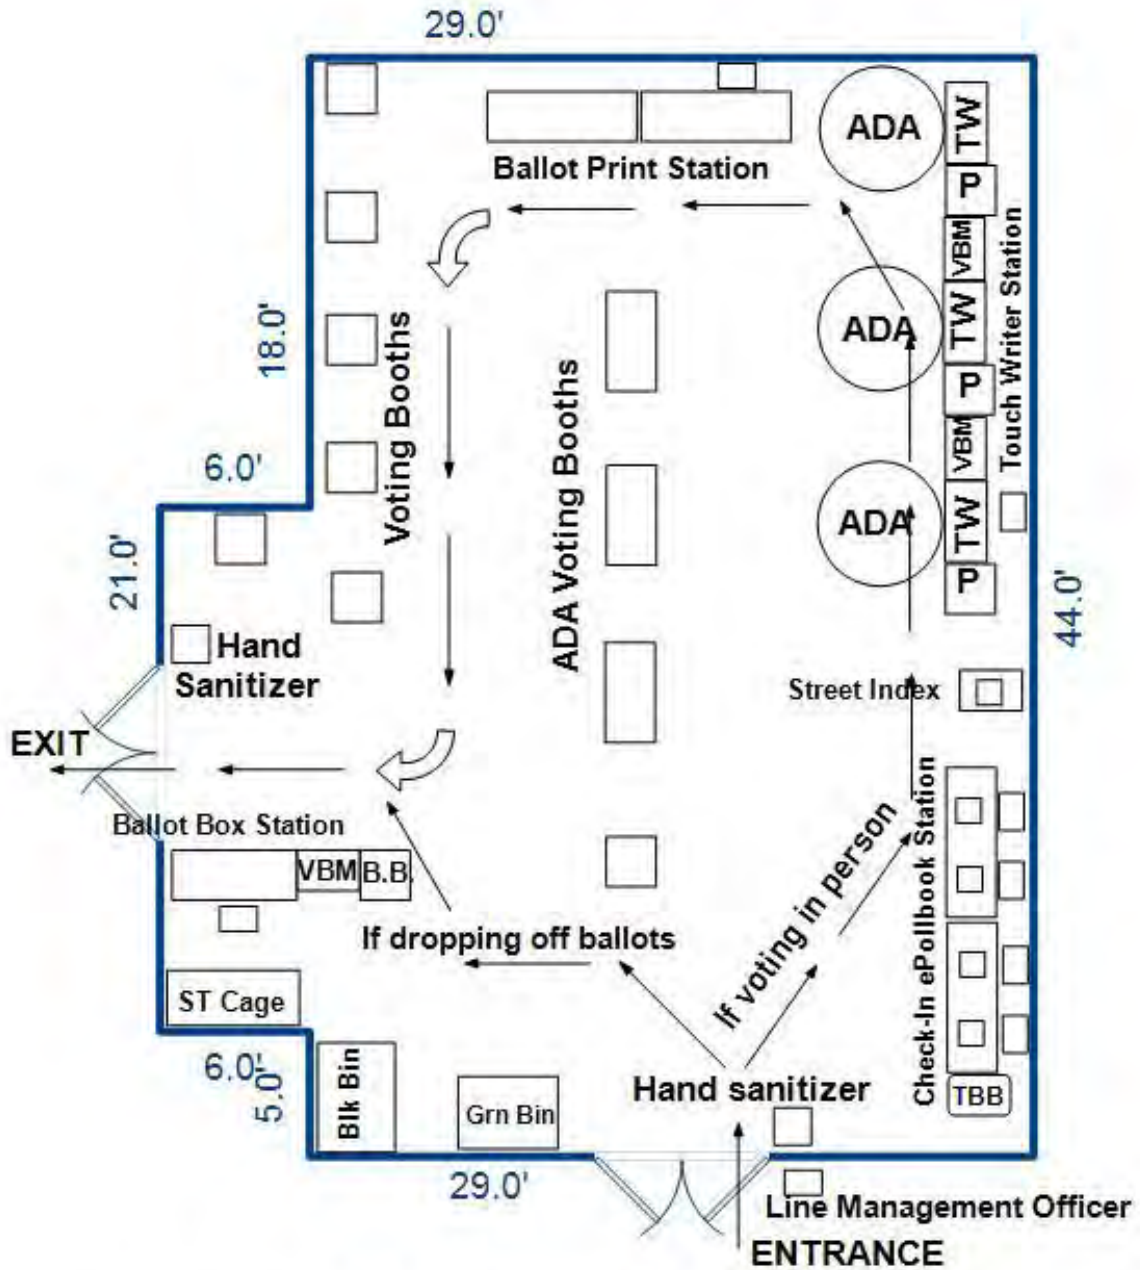 29.0'
ADA
TW
Ballot Print Station
P
VBM
Touch Writer Station
18.0'
Voting Booths
ADA Voting Booths
ADA
TW
P
VBM
6.0'
ADA
TW
21.0'
P
44.0'
Hand
Sanitizer
Street Index
EXIT
Ballot Box Station
VBM
B.B.
Check-In ePollbook Station
If voting in person
If dropping off ballots
ST Cage
6.0'
5.0'
Blk Bin
Grn Bin
Hand sanitizer
TBB
29.0'
Line Management Officer
ENTRANCE